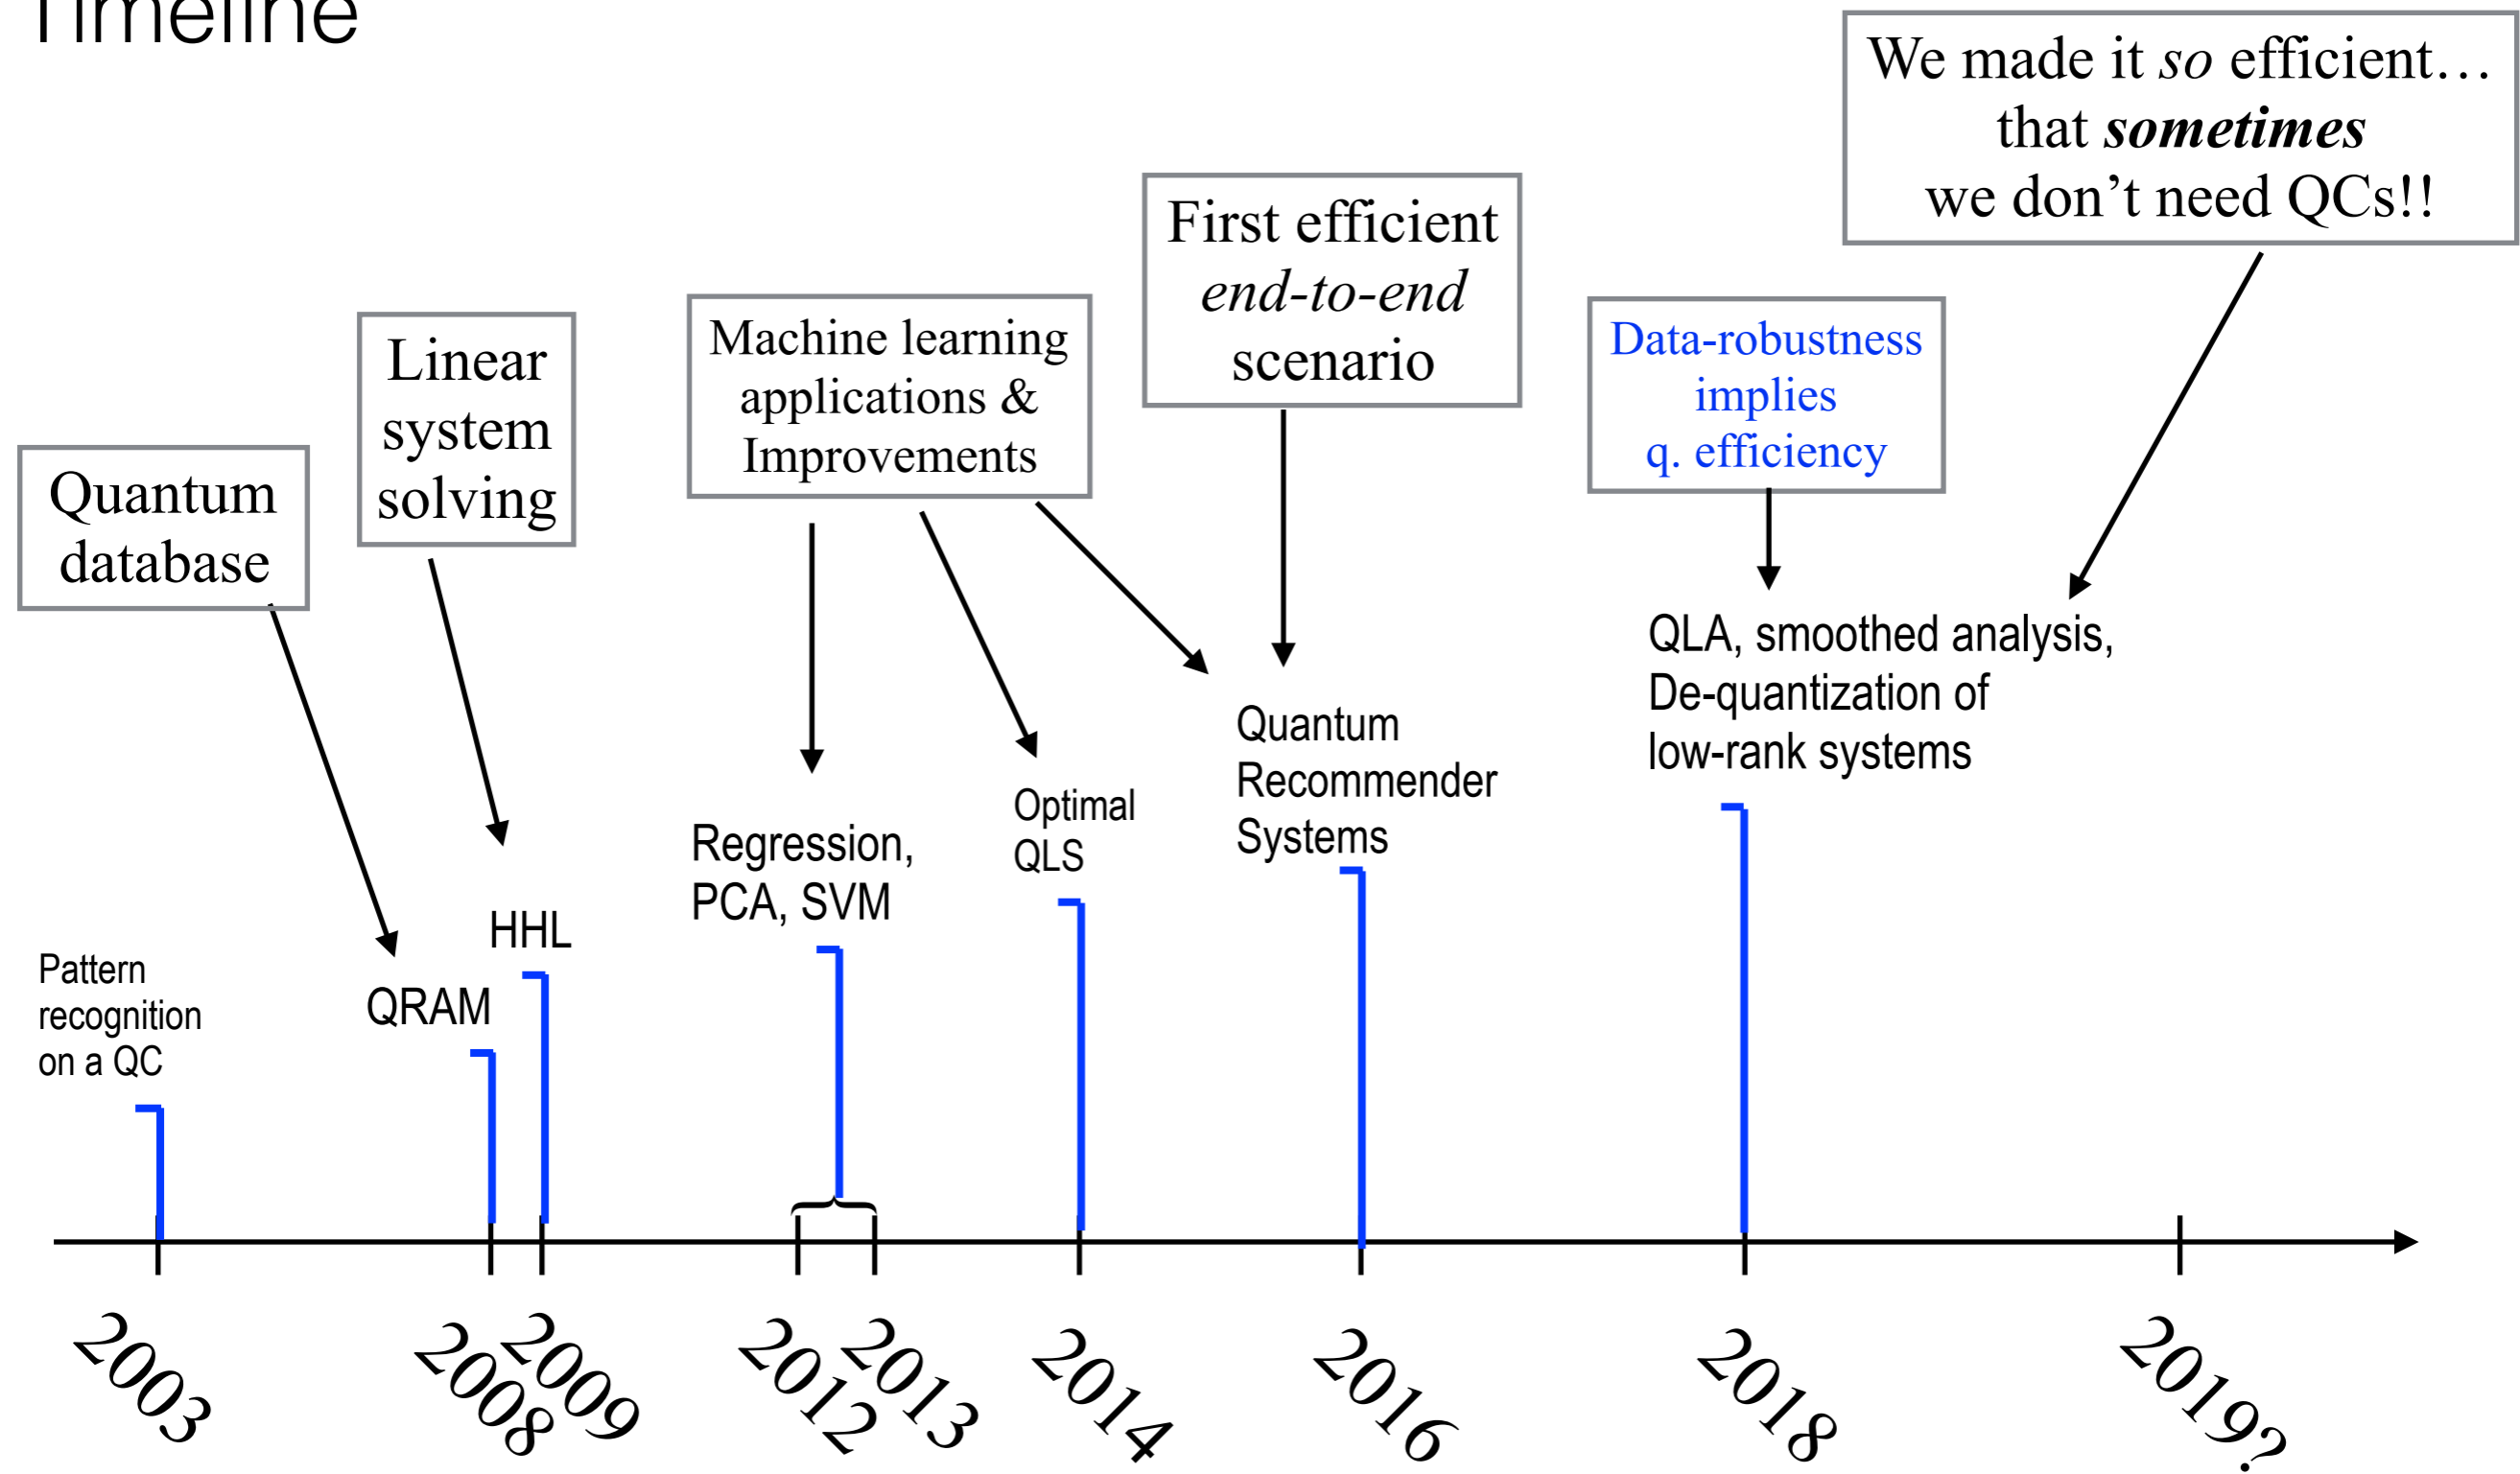 Timeline
We made it so efficient…
that sometimes
we don’t need QCs!!
First efficient
end-to-end
scenario
Machine learning
applications &
Improvements
Data-robustness
implies
q. efficiency
Linear
system
solving
Quantum
database
QLA, smoothed analysis,
De-quantization of
low-rank systems
Quantum
Recommender
Systems
Optimal
QLS
Regression,
PCA, SVM
HHL
QRAM
Pattern
recognition
on a QC
2003
2008
2009
2012
2013
2014
2016
2018
2019?